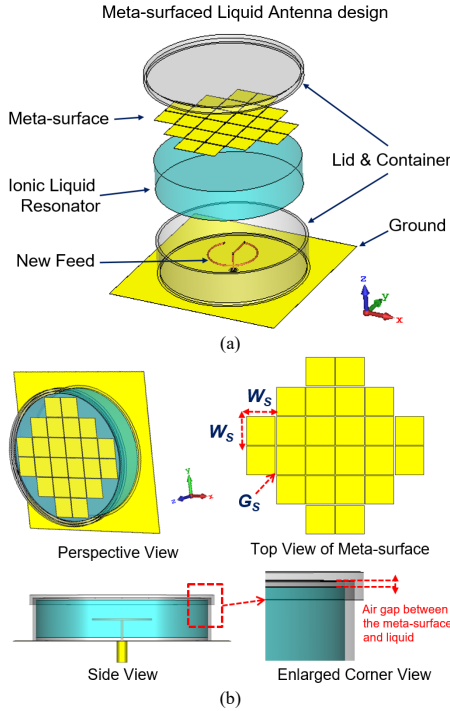 Meta-surfaced Liquid Antenna design
Meta-surface
Lid & Container
Ionic Liquid
Resonator
Ground
New Feed
z
y
x
(a)
W_S
W_S
G_S
y
z
x
Perspective View
Top View of Meta-surface
Air gap between
the meta-surface
and liquid
Side View
Enlarged Corner View
(b)